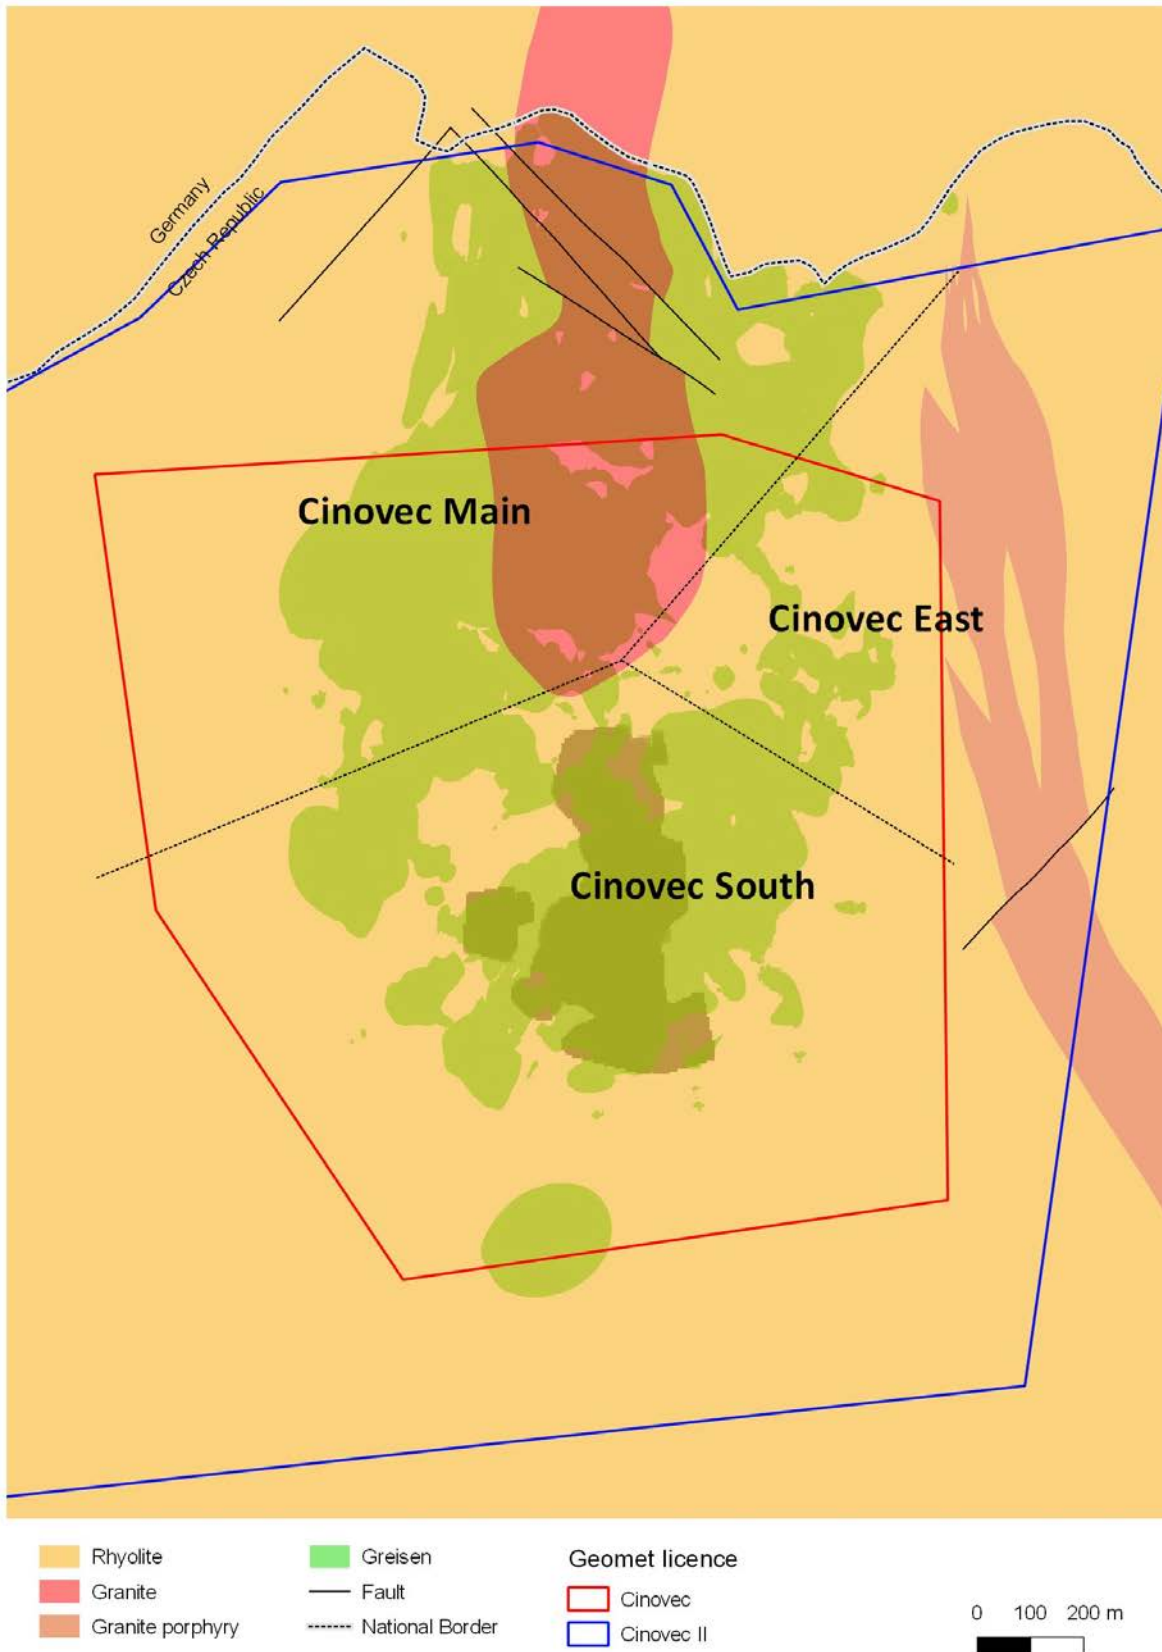 Germany
Czech Republic
Cinovec Main
Cinovec East
Cinovec South
Rhyolite
Granite
Granite porphyry
Greisen
Fault
National Border
Geomet licence
Cinovec
Cinovec II
0 100 200 m